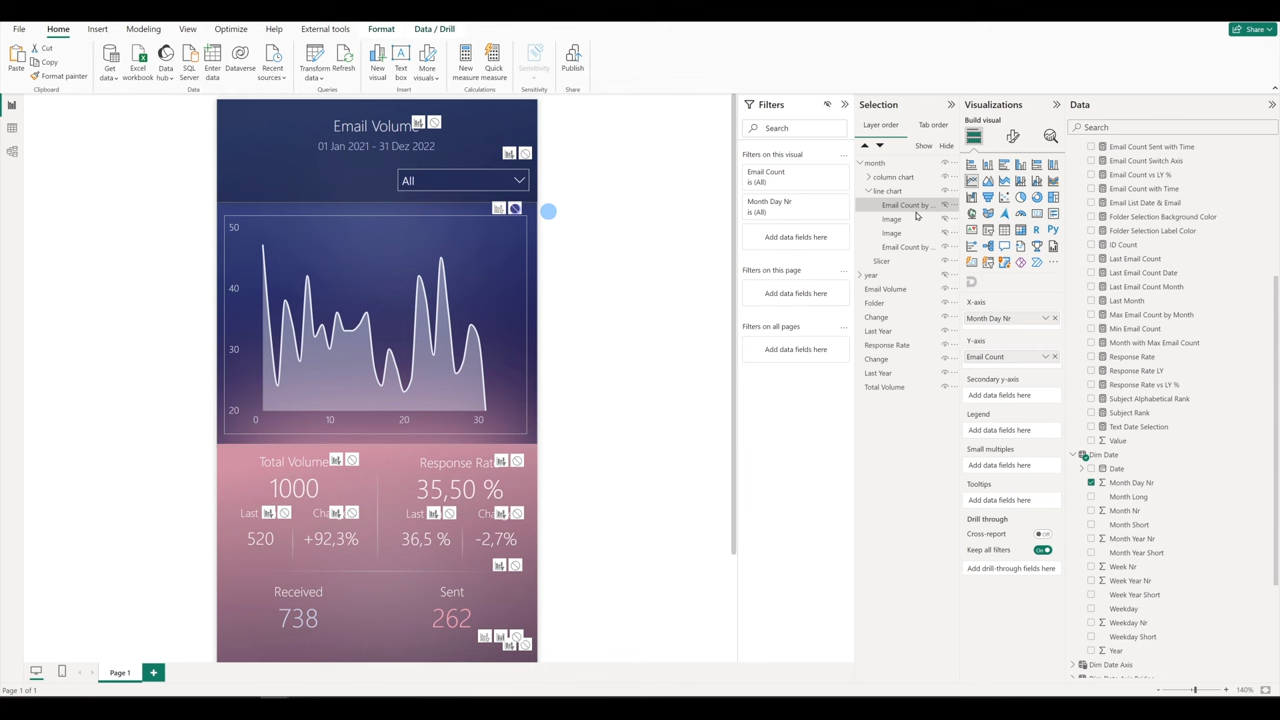 File Home Insert Modeling View Optimize Help External tools Format Data / Drill Share
Paste Cut Copy Format painter
Get data Excel workbook Data hub SQL Server Enter data Dataverse Recent sources Transform data Refresh New visual Text box More visuals New measure Quick measure Sensitivity Publish
Clipboard Data Queries Insert Calculations Sensitivity Share
Email Volume
01 Jan 2021 - 31 Dez 2022
All
50
40
30
20
0 10 20 30
Total Volume
1000
Response Rat
35,50 %
Last Cha Last Ch
520 +92,3% 36,5 % -2,7%
Received Sent
738 262
Filters
Search
Filters on this visual ...
Email Count
is (All)
Month Day Nr
is (All)
Add data fields here
Filters on this page ...
Add data fields here
Filters on all pages ...
Add data fields here
Selection
Layer order Tab order
Show Hide
month
column chart
line chart
Email Count by ...
Image
Image
Email Count by ...
Slicer
year
Email Volume
Folder
Change
Last Year
Response Rate
Change
Last Year
Total Volume
Visualizations
Build visual
R Py
...
X-axis
Month Day Nr
Y-axis
Email Count
Secondary y-axis
Add data fields here
Legend
Add data fields here
Small multiples
Add data fields here
Tooltips
Add data fields here
Drill through
Cross-report Off
Keep all filters On
Add drill-through fields here
Data
Search
Email Count Sent with Time
Email Count Switch Axis
Email Count vs LY %
Email Count with Time
Email List Date & Email
Folder Selection Background Color
Folder Selection Label Color
ID Count
Last Email Count
Last Email Count Date
Last Email Count Month
Last Month
Max Email Count by Month
Min Email Count
Month with Max Email Count
Response Rate
Response Rate LY
Response Rate vs LY %
Subject Alphabetical Rank
Subject Rank
Text Date Selection
Value
Dim Date
Date
Month Day Nr
Month Long
Month Nr
Month Short
Month Year Nr
Month Year Short
Week Nr
Week Year Nr
Week Year Short
Weekday
Weekday Nr
Weekday Short
Year
Dim Date Axis
Page 1
Page 1 of 1
140%